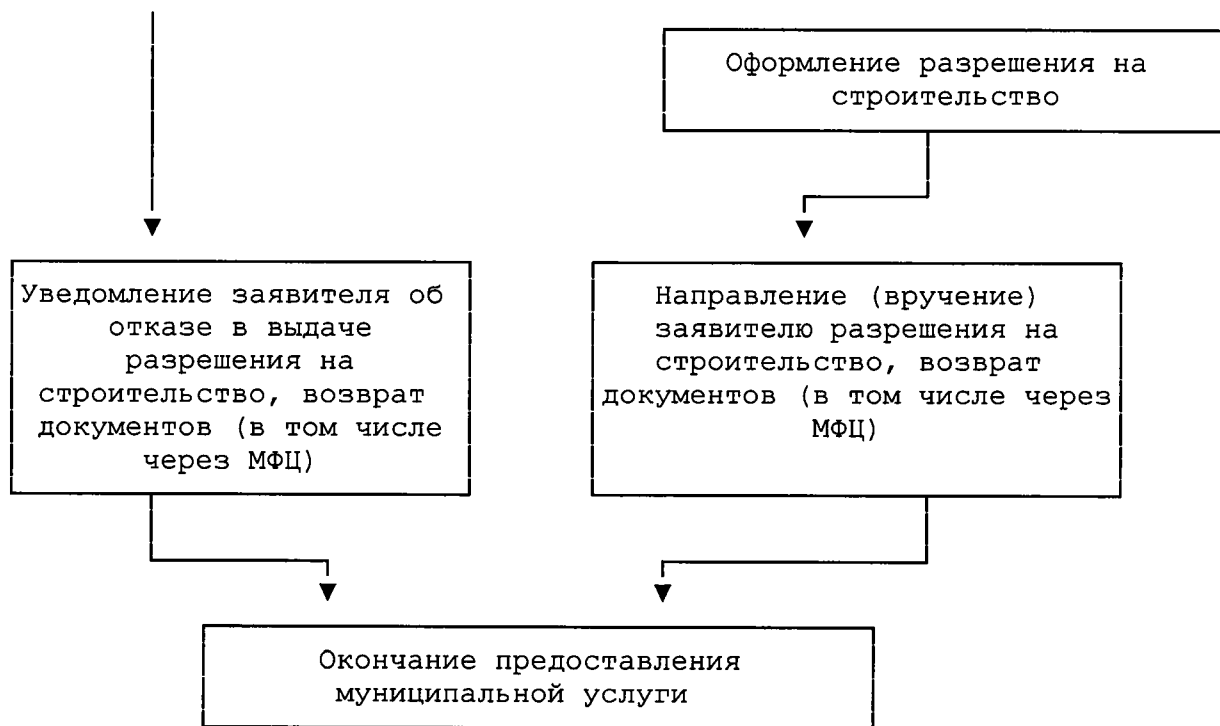 Оформление разрешения на
строительство
Уведомление заявителя об
отказе в выдаче
разрешения на
строительство, возврат
документов (в том числе
через МФЦ)
Направление (вручение)
заявителю разрешения на
строительство, возврат
документов (в том числе через
МФЦ)
Окончание предоставления
муниципальной услуги